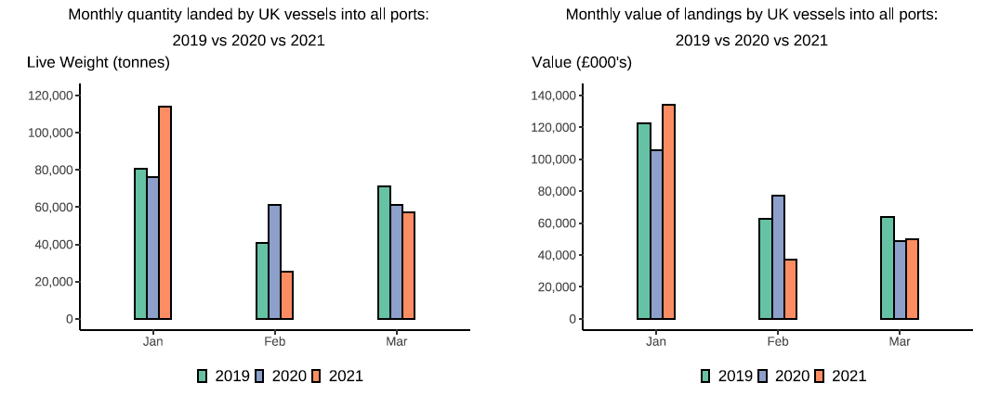 Monthly quantity landed by UK vessels into all ports:
2019 vs 2020 vs 2021
Live Weight (tonnes)
120,000
100,000
80,000
60,000
40,000
20,000
0
Jan Feb Mar
2019 2020 2021
Monthly value of landings by UK vessels into all ports:
2019 vs 2020 vs 2021
Value (£000's)
140,000
120,000
100,000
80,000
60,000
40,000
20,000
0
Jan Feb Mar
2019 2020 2021